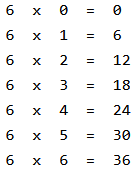 6 x 0 = 0
6 x 1 = 6
6 x 2 = 12
6 x 3 = 18
6 x 4 = 24
6 x 5 = 30
6 x 6 = 36